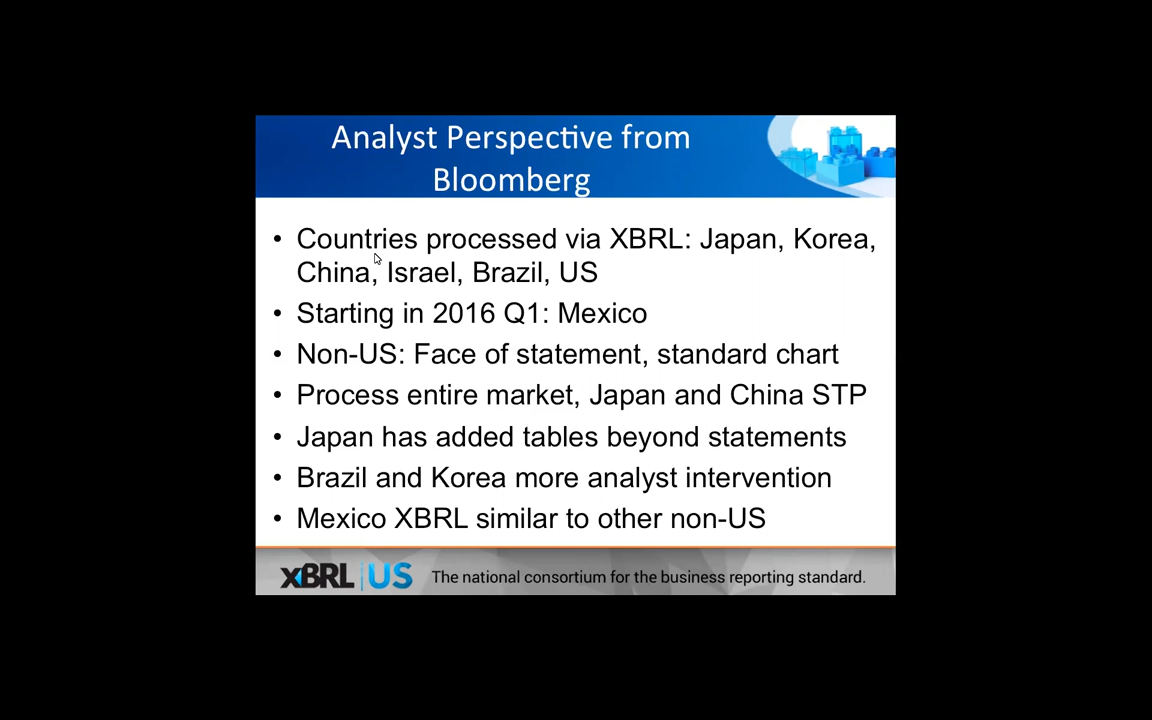 Analyst Perspective from
Bloomberg
• Countries processed via XBRL: Japan, Korea,
China, Israel, Brazil, US
• Starting in 2016 Q1: Mexico
• Non-US: Face of statement, standard chart
• Process entire market, Japan and China STP
• Japan has added tables beyond statements
• Brazil and Korea more analyst intervention
• Mexico XBRL similar to other non-US
XBRL US The national consortium for the business reporting standard.